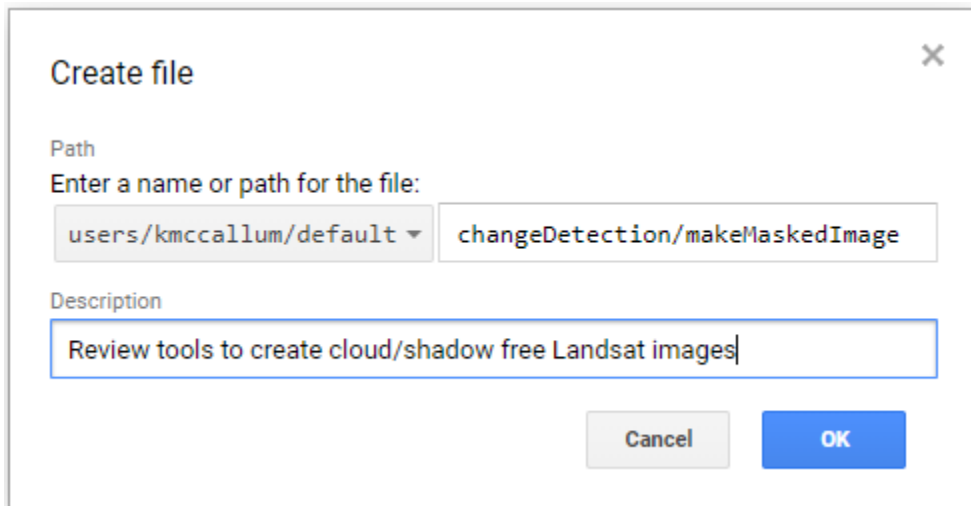 Create file
Path
Enter a name or path for the file:
users/kmccallum/default changeDetection/makeMaskedImage
Description
Review tools to create cloud/shadow free Landsat images
Cancel OK